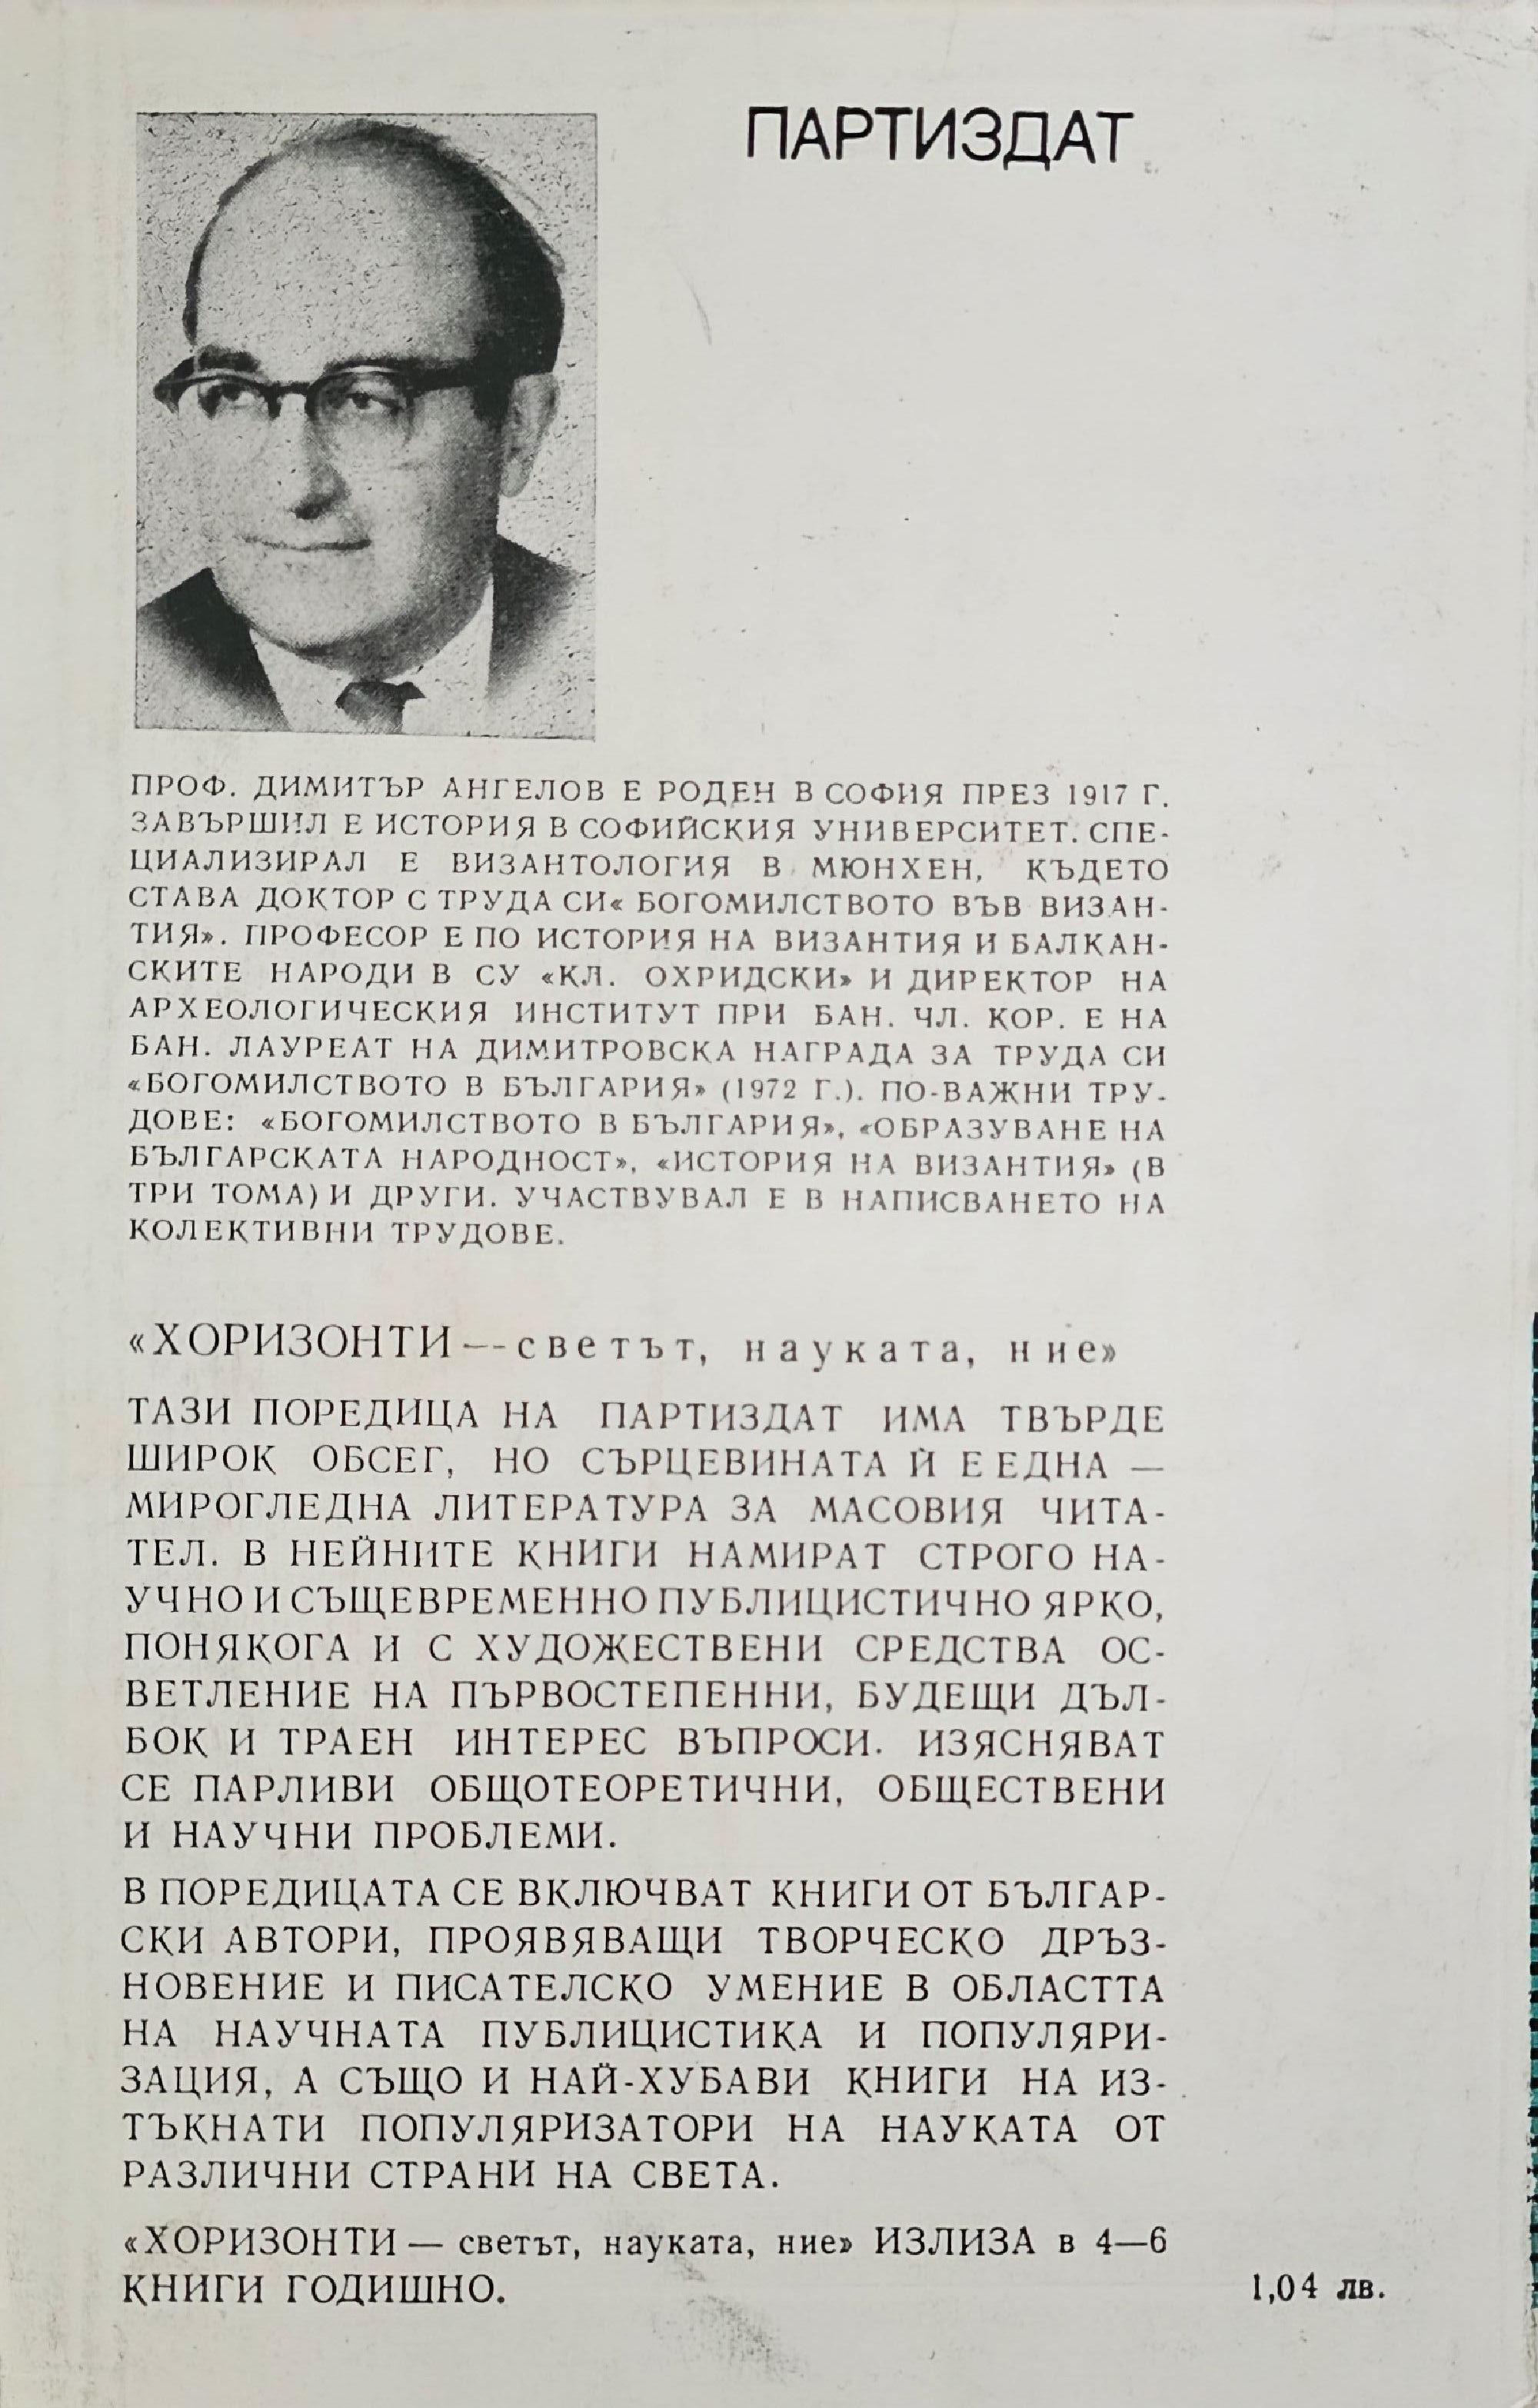 ПАРТИЗДАТ
ПРОФ. ДИМИТЪР АНГЕЛОВ Е РОДЕН В СОФИЯ ПРЕЗ 1917 Г.
ЗАВЪРШИЛ Е ИСТОРИЯ В СОФИЙСКИЯ УНИВЕРСИТЕТ. СПЕ-
ЦИАЛИЗИРАЛ Е ВИЗАНТОЛОГИЯ В МЮНХЕН, КЪДЕТО
СТАВА ДОКТОР С ТРУДА СИ« БОГОМИЛСТВОТО ВЪВ ВИЗАН-
ТИЯ». ПРОФЕСОР Е ПО ИСТОРИЯ НА ВИЗАНТИЯ И БАЛКАН-
СКИТЕ НАРОДИ В СУ «КЛ. ОХРИДСКИ» И ДИРЕКТОР НА
АРХЕОЛОГИЧЕСКИЯ ИНСТИТУТ ПРИ БАН. ЧЛ. КОР. Е НА
БАН. ЛАУРЕАТ НА ДИМИТРОВСКА НАГРАДА ЗА ТРУДА СИ
«БОГОМИЛСТВОТО В БЪЛГАРИЯ» (1972 Г.). ПО-ВАЖНИ ТРУ-
ДОВЕ: «БОГОМИЛСТВОТО В БЪЛГАРИЯ», «ОБРАЗУВАНЕ НА
БЪЛГАРСКАТА НАРОДНОСТ», «ИСТОРИЯ НА ВИЗАНТИЯ» (В
ТРИ ТОМА) И ДРУГИ. УЧАСТВУВАЛ Е В НАПИСВАНЕТО НА
КОЛЕКТИВНИ ТРУДОВЕ.
«ХОРИЗОНТИ — светът, науката, ние»
ТАЗИ ПОРЕДИЦА НА ПАРТИЗДАТ ИМА ТВЪРДЕ
ШИРОК ОБСЕГ, НО СЪРЦЕВИНАТА Й Е ЕДНА —
МИРОГЛЕДНА ЛИТЕРАТУРА ЗА МАСОВИЯ ЧИТА-
ТЕЛ. В НЕЙНИТЕ КНИГИ НАМИРАТ СТРОГО НА-
УЧНО И СЪЩЕВРЕМЕННО ПУБЛИЦИСТИЧНО ЯРКО,
ПОНЯКОГА И С ХУДОЖЕСТВЕНИ СРЕДСТВА ОС-
ВЕТЛЕНИЕ НА ПЪРВОСТЕПЕННИ, БУДЕЩИ ДЪЛ-
БОК И ТРАЕН ИНТЕРЕС ВЪПРОСИ. ИЗЯСНЯВАТ
СЕ ПАРЛИВИ ОБЩОТЕОРЕТИЧНИ, ОБЩЕСТВЕНИ
И НАУЧНИ ПРОБЛЕМИ.
В ПОРЕДИЦАТА СЕ ВКЛЮЧВАТ КНИГИ ОТ БЪЛГАР-
СКИ АВТОРИ, ПРОЯВЯВАЩИ ТВОРЧЕСКО ДРЪЗ-
НОВЕНИЕ И ПИСАТЕЛСКО УМЕНИЕ В ОБЛАСТТА
НА НАУЧНАТА ПУБЛИЦИСТИКА И ПОПУЛЯРИ-
ЗАЦИЯ, А СЪЩО И НАЙ-ХУБАВИ КНИГИ НА ИЗ-
ТЪКНАТИ ПОПУЛЯРИЗАТОРИ НА НАУКАТА ОТ
РАЗЛИЧНИ СТРАНИ НА СВЕТА.
«ХОРИЗОНТИ — светът, науката, ние» ИЗЛИЗА в 4—6
КНИГИ ГОДИШНО.
1,04 лв.